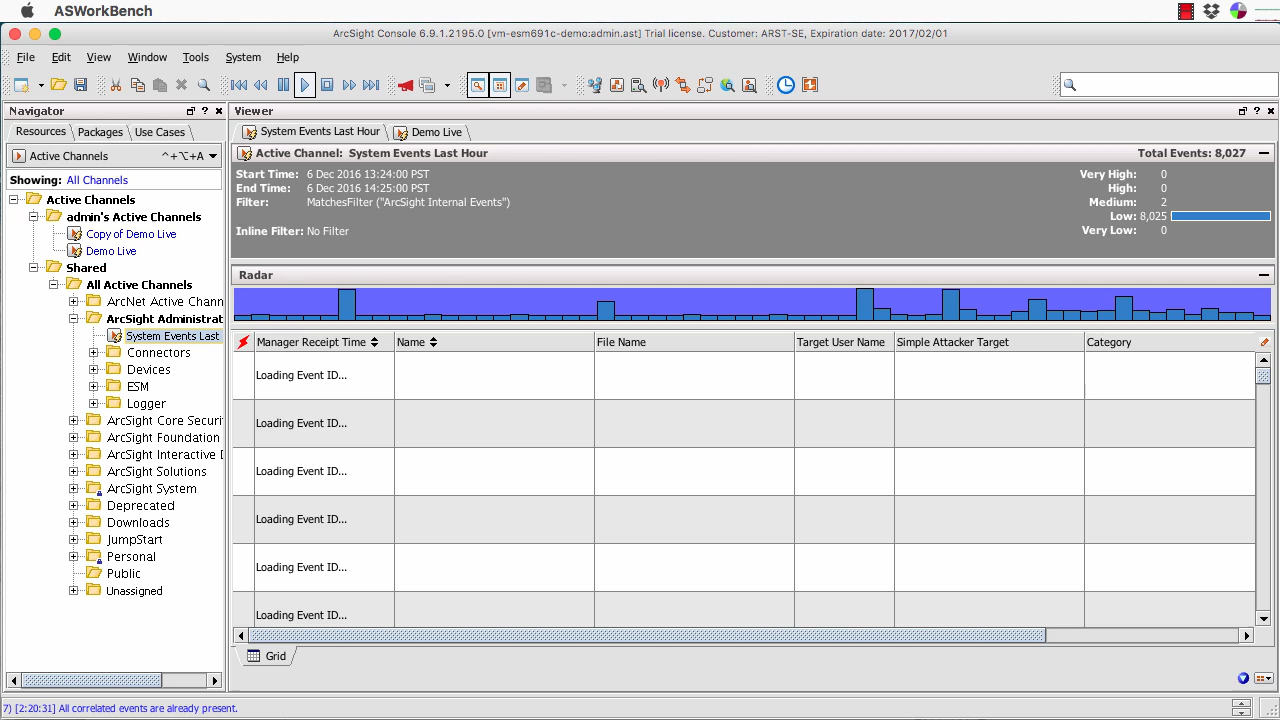 ASWorkBench
ArcSight Console 6.9.1.2195.0 [vm-esm691c-demo:admin.ast] Trial license. Customer: ARST-SE, Expiration date: 2017/02/01
File Edit View Window Tools System Help
Navigator
Resources Packages Use Cases
Active Channels ^+⌥+A
Showing: All Channels
Active Channels
admin's Active Channels
Copy of Demo Live
Demo Live
Shared
All Active Channels
ArcNet Active Chann
ArcSight Administrat
System Events Last
Connectors
Devices
ESM
Logger
ArcSight Core Securi
ArcSight Foundation
ArcSight Interactive D
ArcSight Solutions
ArcSight System
Deprecated
Downloads
JumpStart
Personal
Public
Unassigned
Viewer
System Events Last Hour Demo Live
Active Channel: System Events Last Hour Total Events: 8,027
Start Time: 6 Dec 2016 13:24:00 PST Very High: 0
End Time: 6 Dec 2016 14:25:00 PST High: 0
Filter: MatchesFilter ("ArcSight Internal Events") Medium: 2
Low: 8,025
Inline Filter: No Filter Very Low: 0
Radar
Manager Receipt Time Name File Name Target User Name Simple Attacker Target Category
Loading Event ID...
Loading Event ID...
Loading Event ID...
Loading Event ID...
Loading Event ID...
Loading Event ID...
Grid
7) [2:20:31] All correlated events are already present.